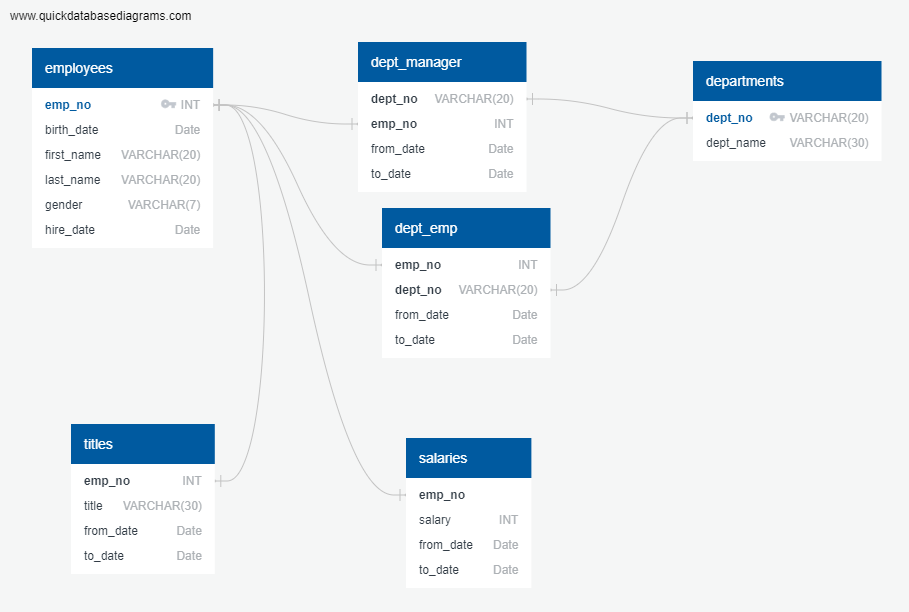 www.quickdatabasediagrams.com
employees
emp_no INT
birth_date Date
first_name VARCHAR(20)
last_name VARCHAR(20)
gender VARCHAR(7)
hire_date Date
dept_manager
dept_no VARCHAR(20)
emp_no INT
from_date Date
to_date Date
departments
dept_no VARCHAR(20)
dept_name VARCHAR(30)
dept_emp
emp_no INT
dept_no VARCHAR(20)
from_date Date
to_date Date
titles
emp_no INT
title VARCHAR(30)
from_date Date
to_date Date
salaries
emp_no
salary INT
from_date Date
to_date Date